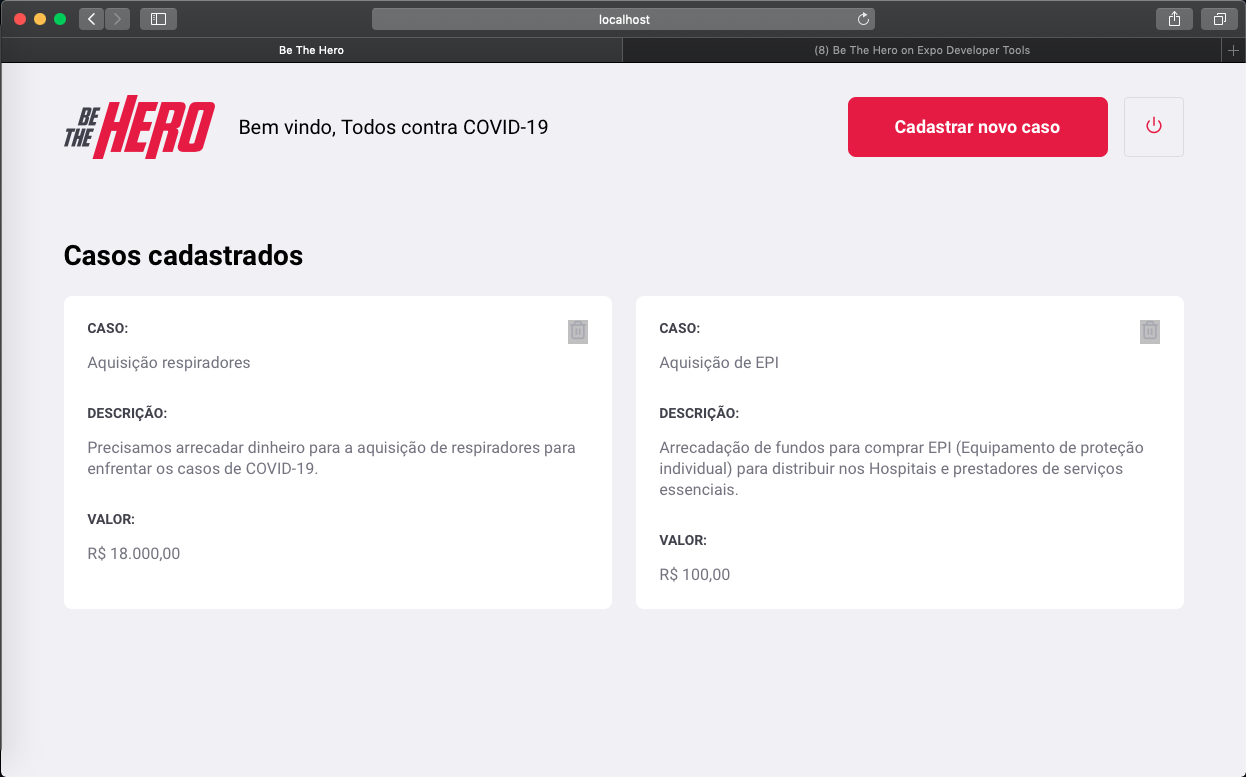 localhost
Be The Hero
(8) Be The Hero on Expo Developer Tools
BE
THE
HERO
Bem vindo, Todos contra COVID-19
Cadastrar novo caso
Casos cadastrados
CASO:
Aquisição respiradores
DESCRIÇÃO:
Precisamos arrecadar dinheiro para a aquisição de respiradores para
enfrentar os casos de COVID-19.
VALOR:
R$ 18.000,00
CASO:
Aquisição de EPI
DESCRIÇÃO:
Arrecadação de fundos para comprar EPI (Equipamento de proteção
individual) para distribuir nos Hospitais e prestadores de serviços
essenciais.
VALOR:
R$ 100,00